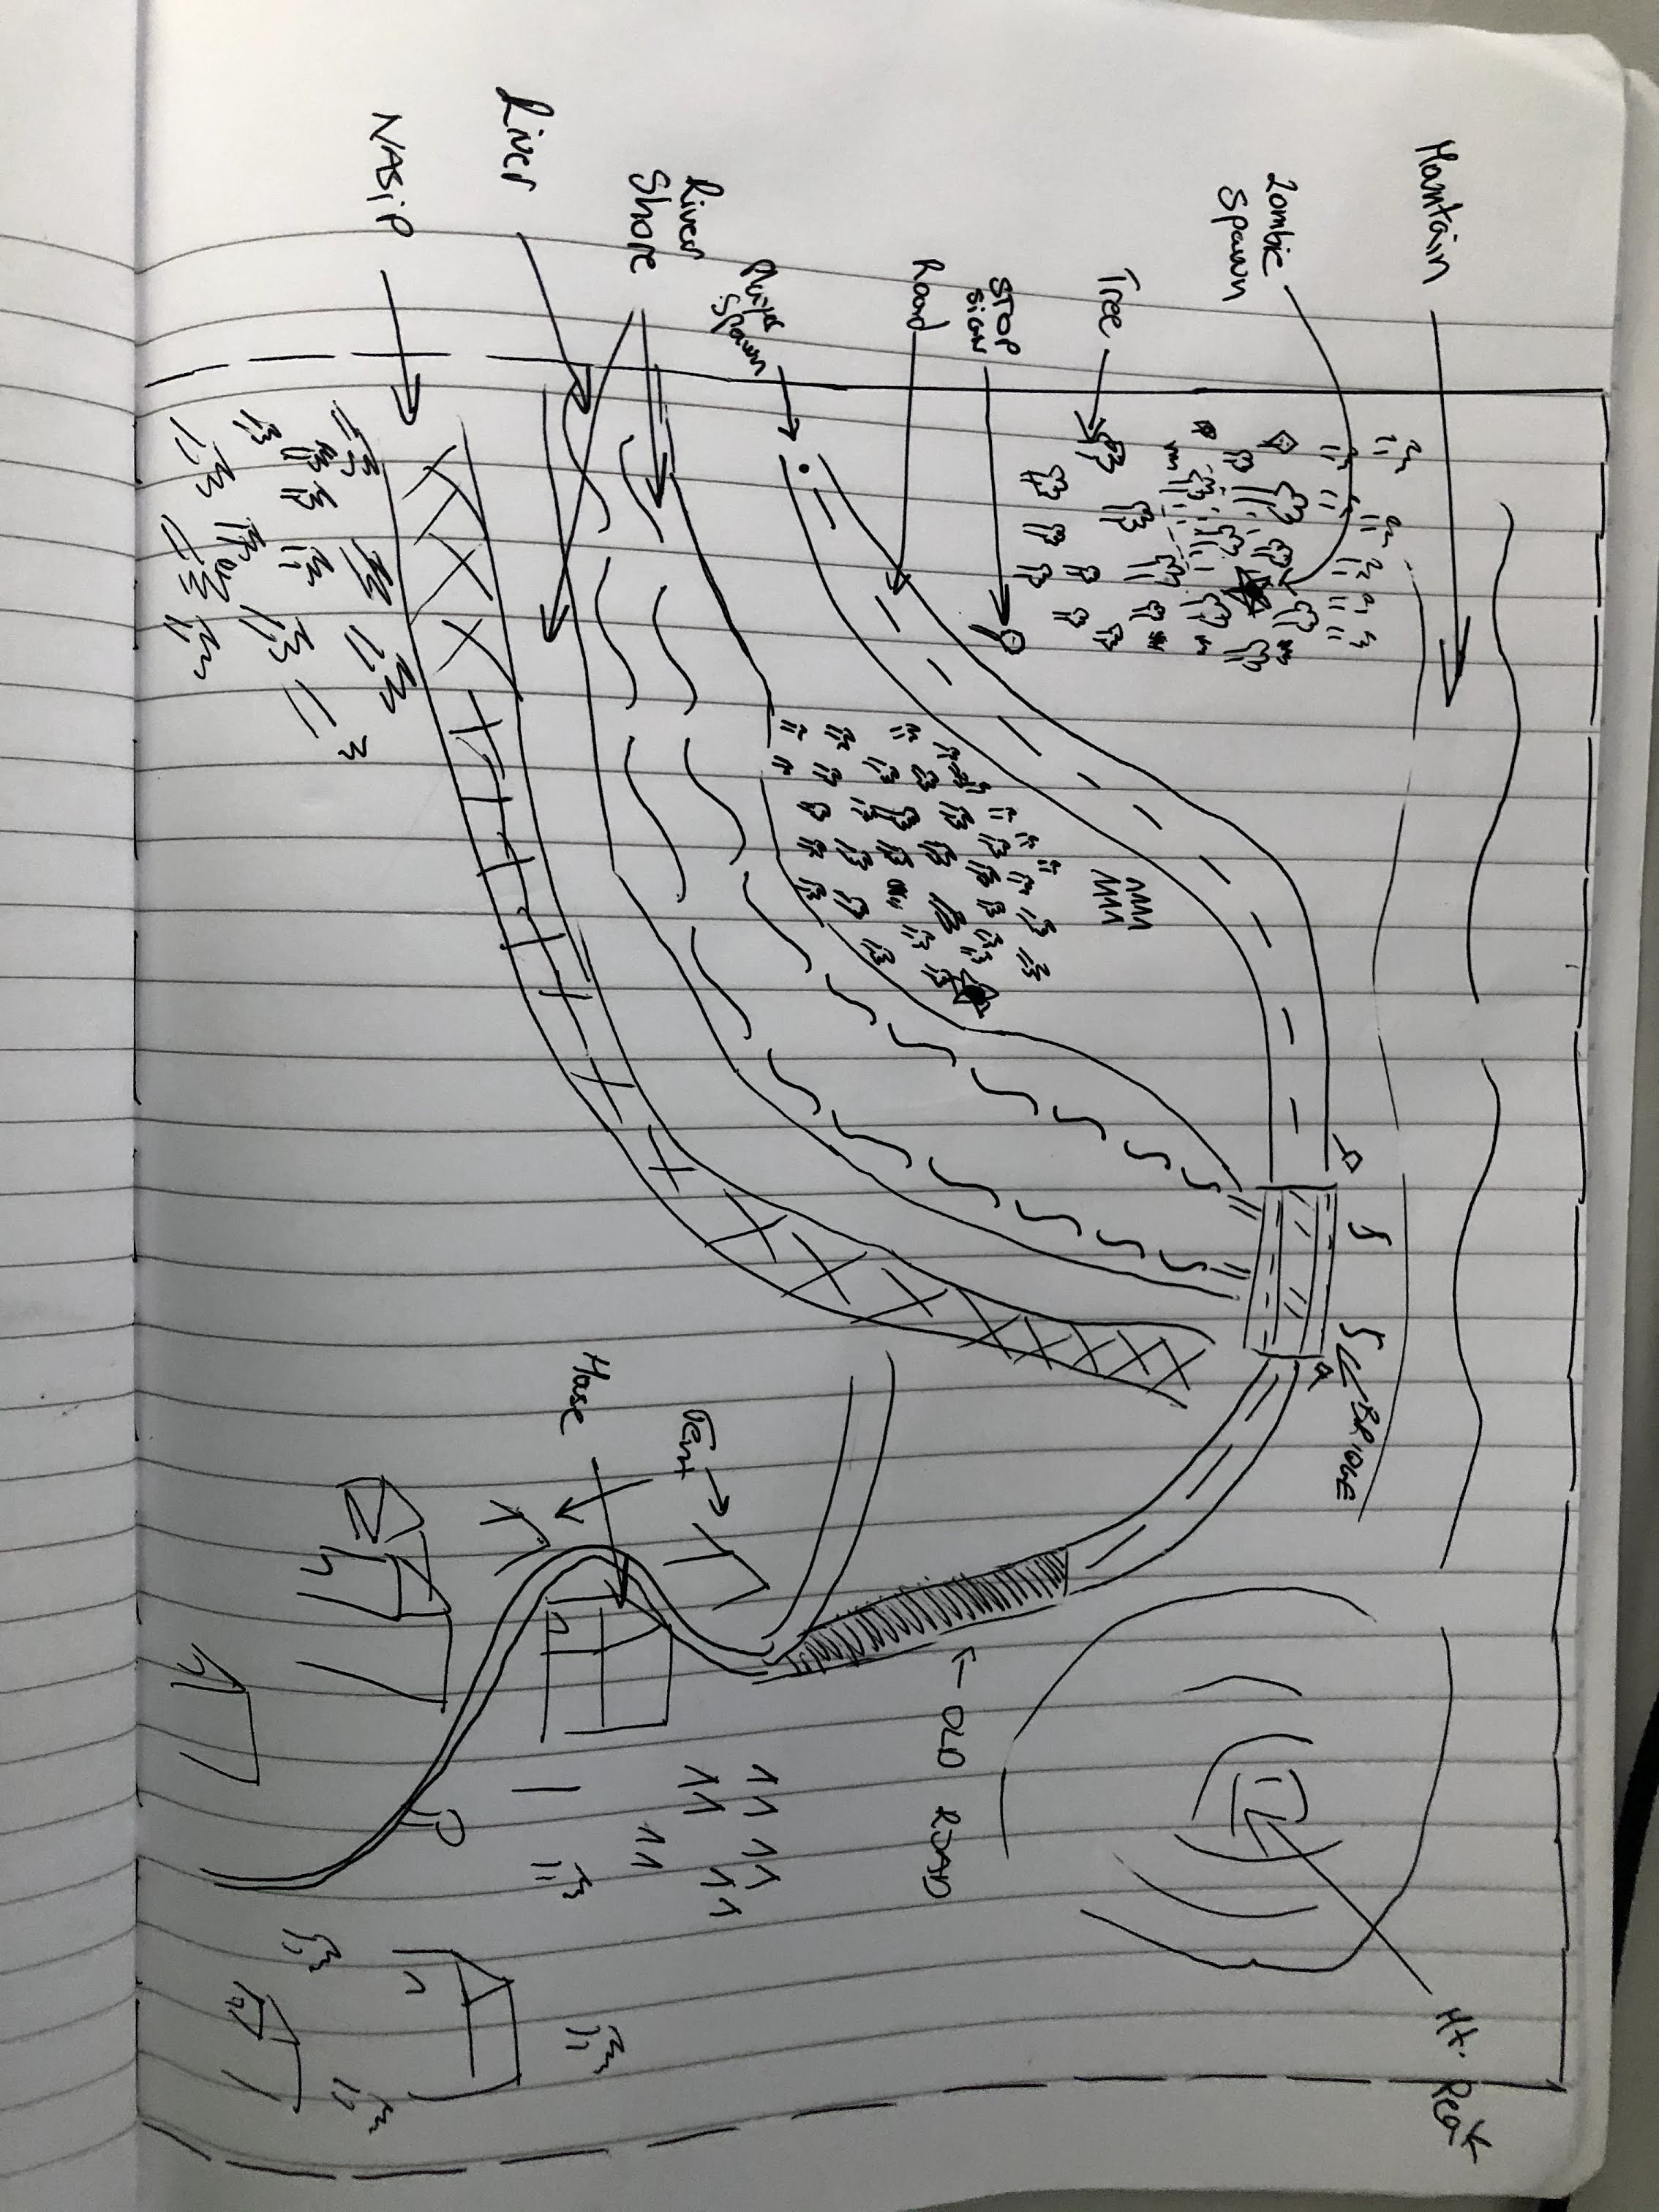 Mountain
Mt. Peak
BRIDGE
Zombie
Spawn
Tree
STOP
SiGN
OLD ROAD
Road
Player
Spawn
River
Shore
Tent
House
River
NASiP